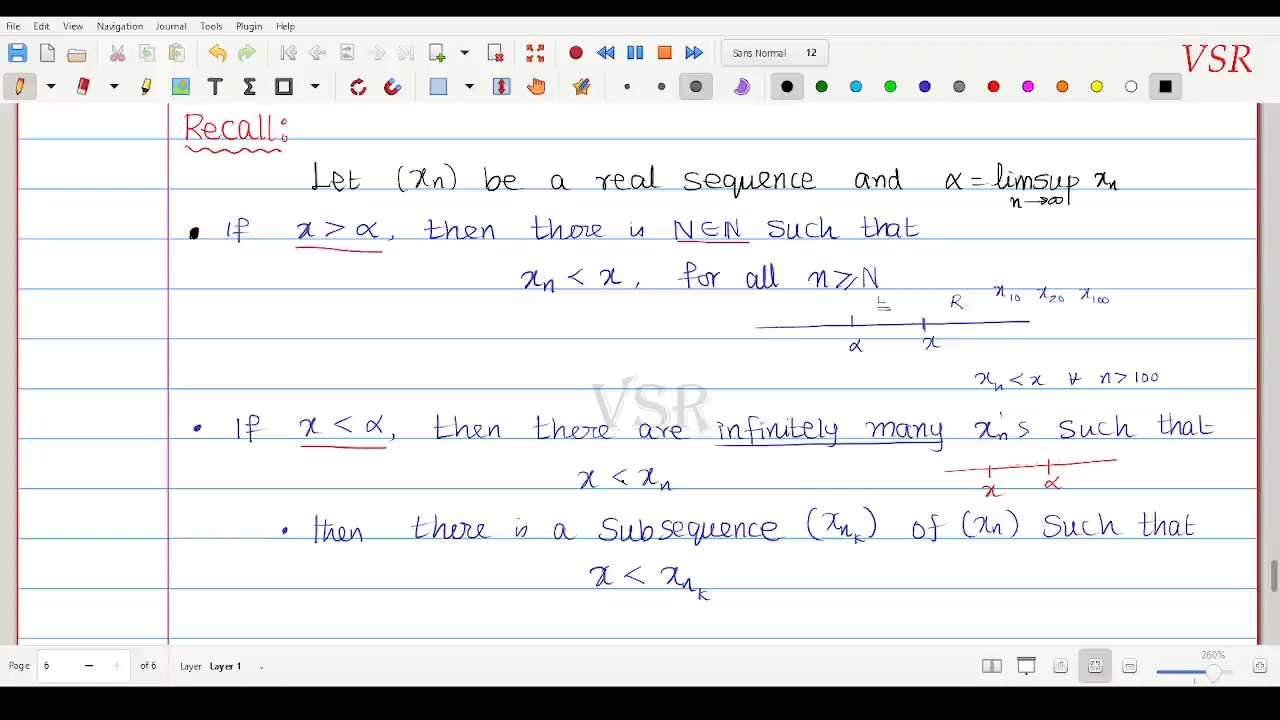 File Edit View Navigation Journal Tools Plugin Help
Sans Normal 12
VSR
Recall:
Let (xn) be a real sequence and α = limsup xn
n→∞
• If x > α, then there is N∈ℕ such that
xn < x, for all n ≥ N
L R x10 x20 x100
α x
xn < x ∀ n > 100
VSR
• If x < α, then there are infinitely many xn's such that
x < xn
x α
• then there is a subsequence (xnk) of (xn) such that
x < xnk
Page 6 of 6 Layer Layer 1 260%